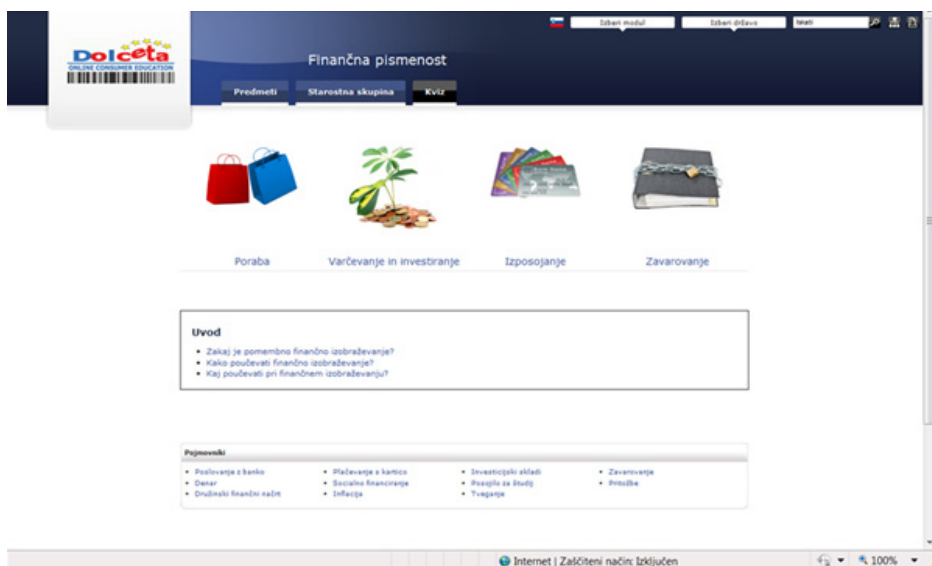 Izberi modul
Izberi državo
Iskati
Dolceta
ONLINE CONSUMER EDUCATION
Finančna pismenost
Predmeti
Starostna skupina
Kviz
Poraba
Varčevanje in investiranje
Izposojanje
Zavarovanje
Uvod
• Zakaj je pomembno finančno izobraževanje?
• Kako poučevati finančno izobraževanje?
• Kaj poučevati pri finančnem izobraževanju?
Pojmovniki
• Poslovanje z banko
• Denar
• Družinski finančni načrt
• Plačevanje s kartico
• Socialno financiranje
• Inflacija
• Investicijski skladi
• Posojilo za študij
• Tveganje
• Zavarovanje
• Pritožbe
Internet | Zaščiteni način: Izključen
100%